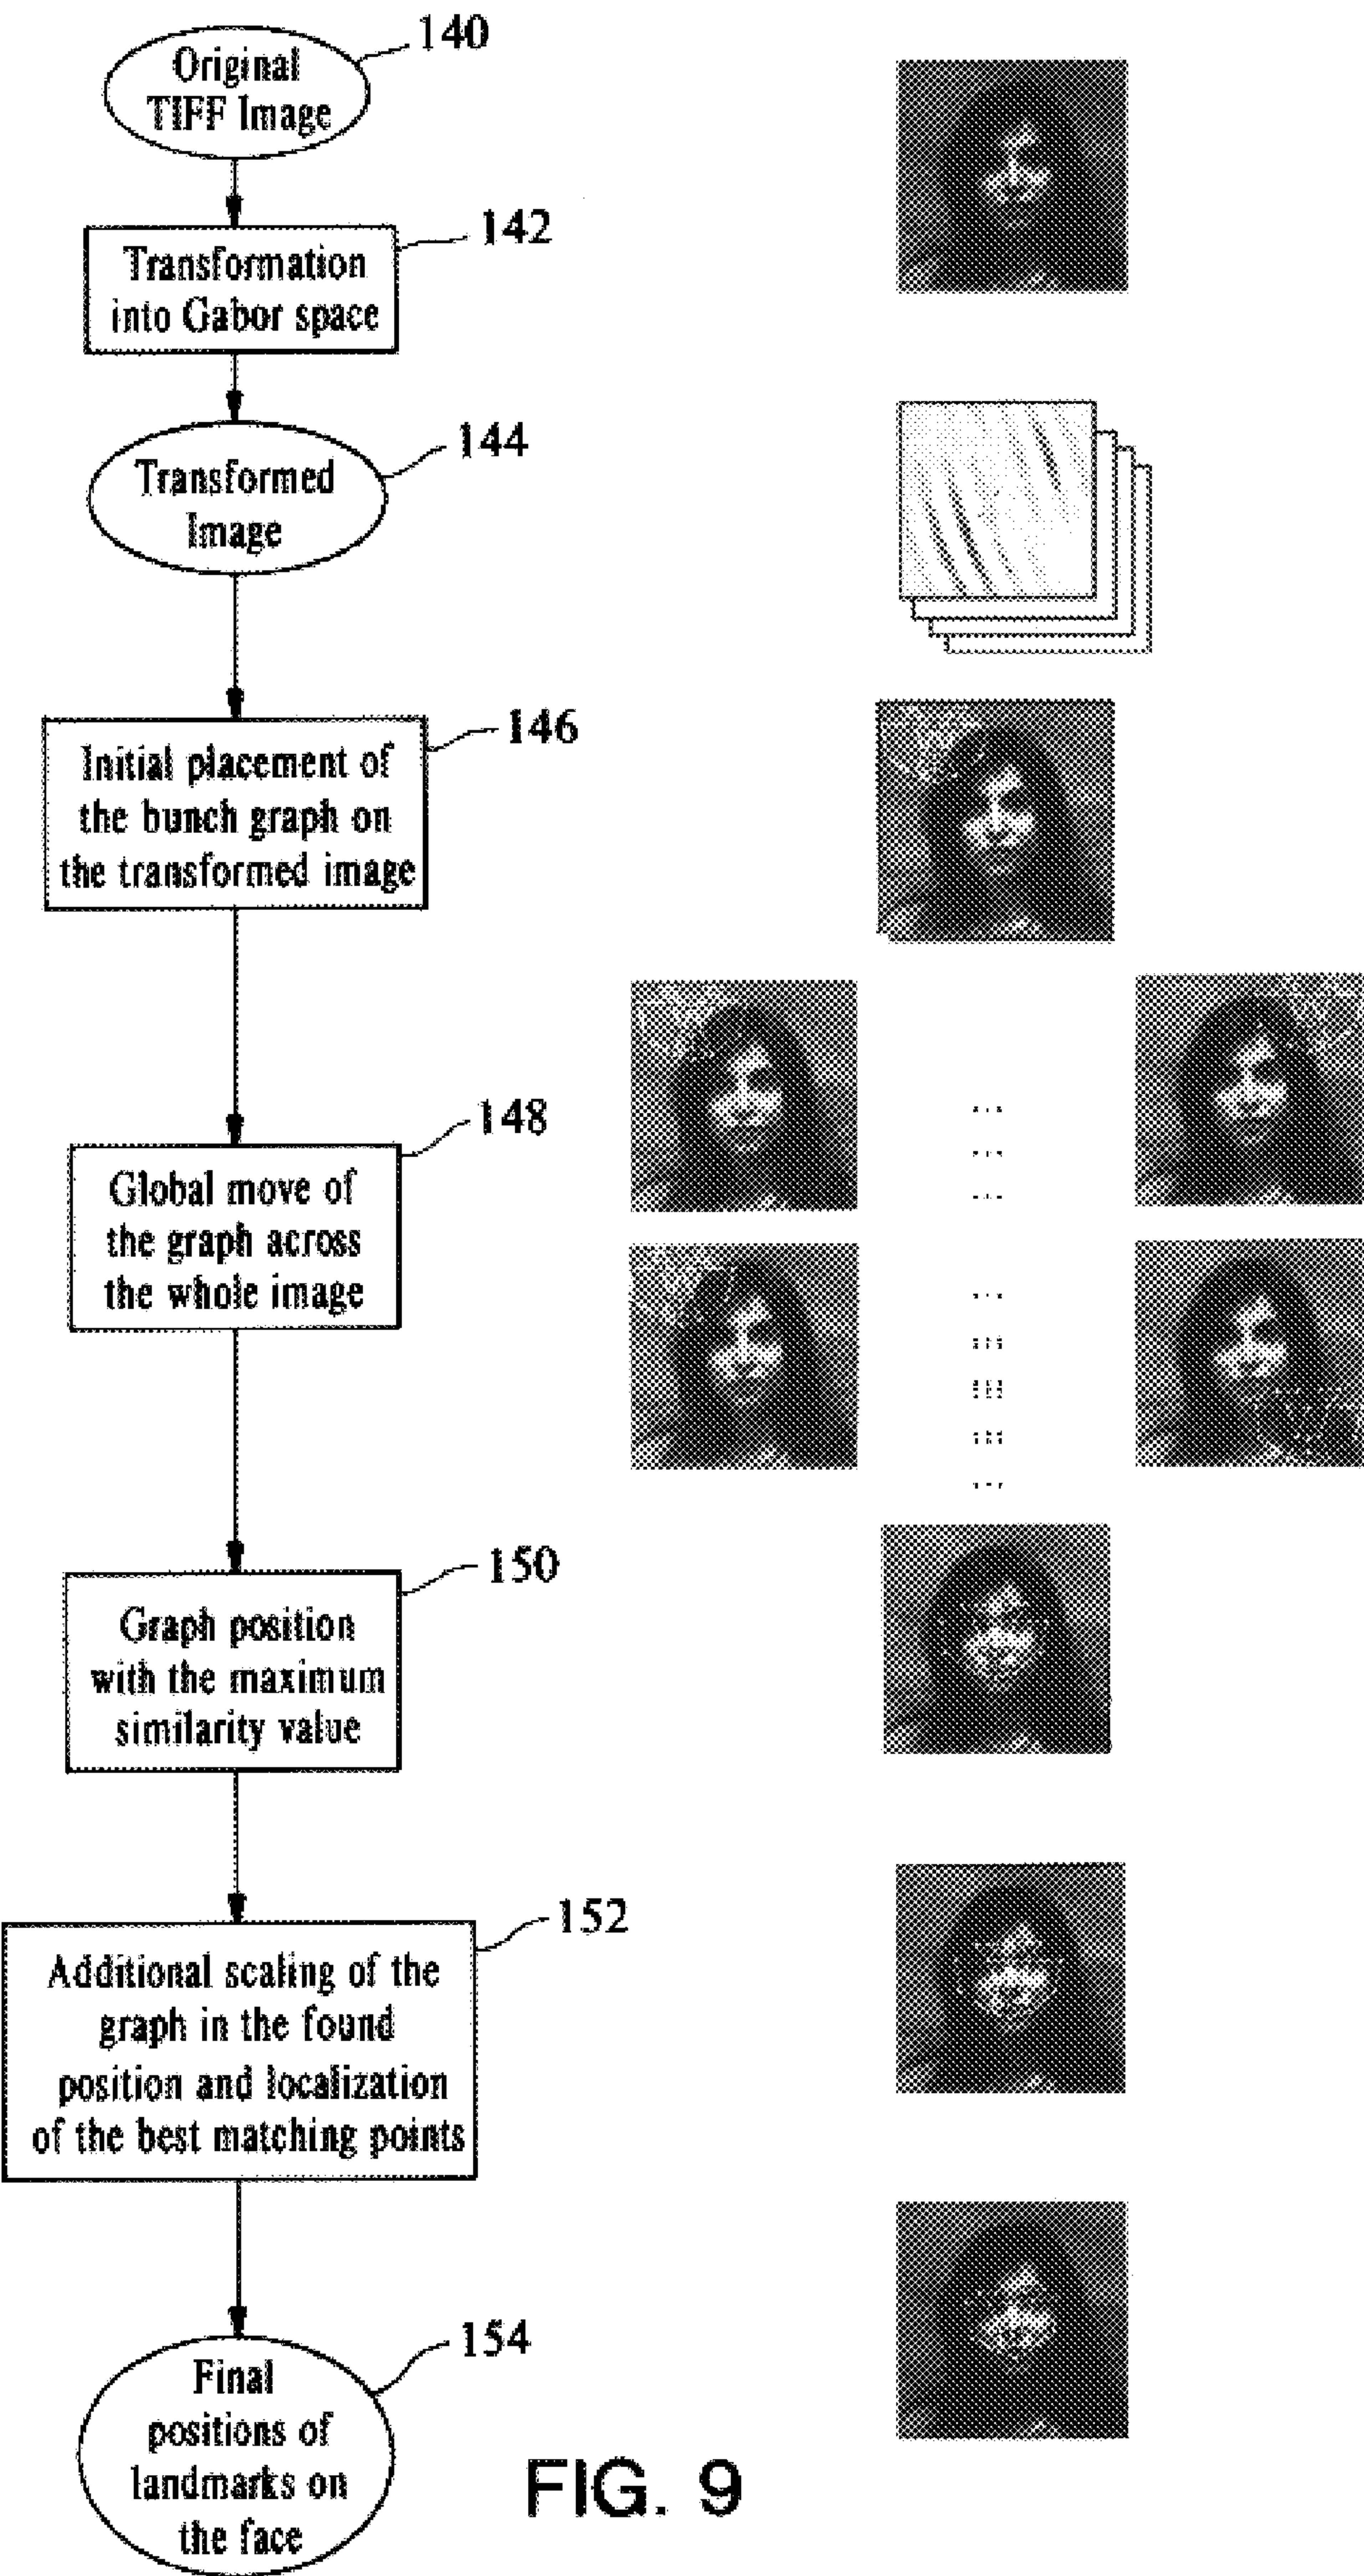 140
Original
TIFF Image
142
Transformation
into Gabor space
144
Transformed
Image
146
Initial placement of
the bunch graph on
the transformed image
148
Global move of
the graph across
the whole image
150
Graph position
with the maximum
similarity value
152
Additional scaling of the
graph in the found
position and localization
of the best matching points
154
Final
positions of
landmarks on
the face
FIG. 9